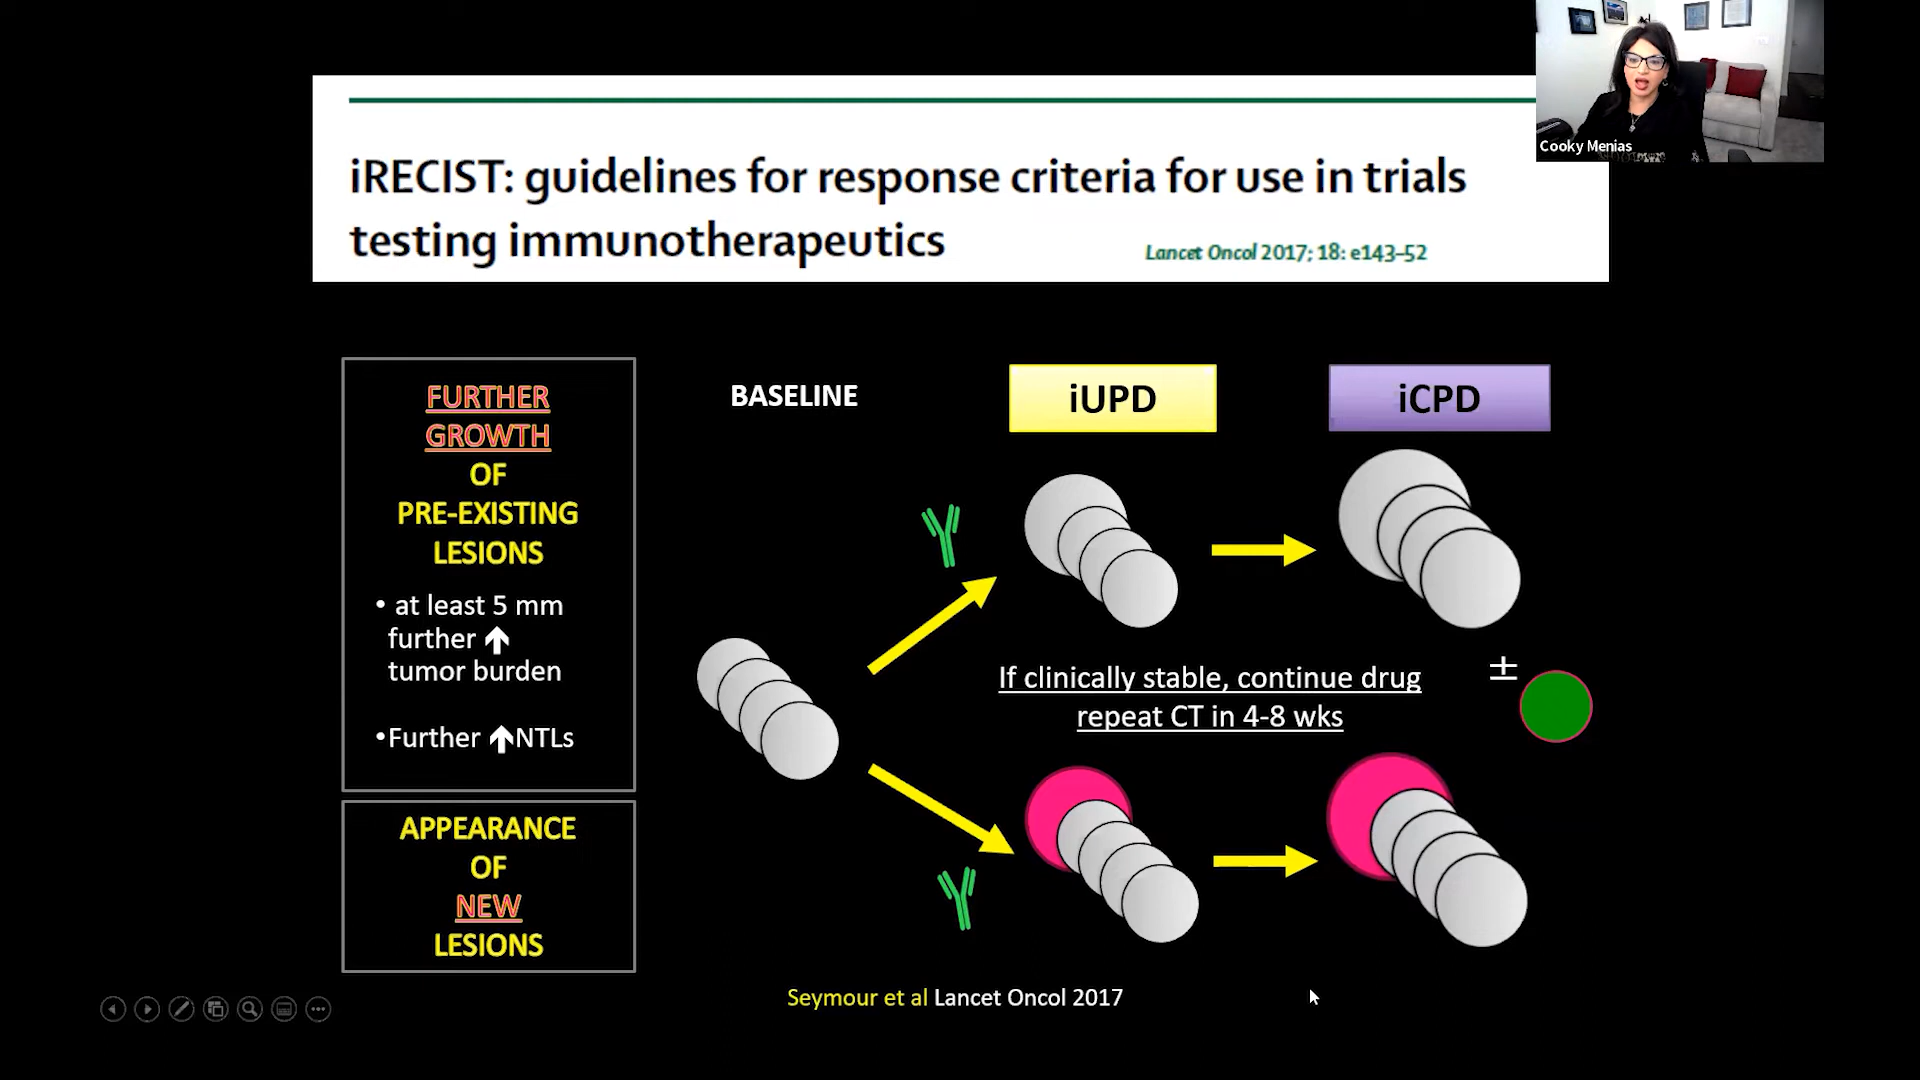 Cooky Menias
iRECIST: guidelines for response criteria for use in trials
testing immunotherapeutics
Lancet Oncol 2017; 18: e143–52
FURTHER
GROWTH
OF
PRE-EXISTING
LESIONS
• at least 5 mm
further ↑
tumor burden
•Further ↑NTLs
APPEARANCE
OF
NEW
LESIONS
BASELINE
iUPD
iCPD
If clinically stable, continue drug
repeat CT in 4-8 wks
±
Seymour et al Lancet Oncol 2017